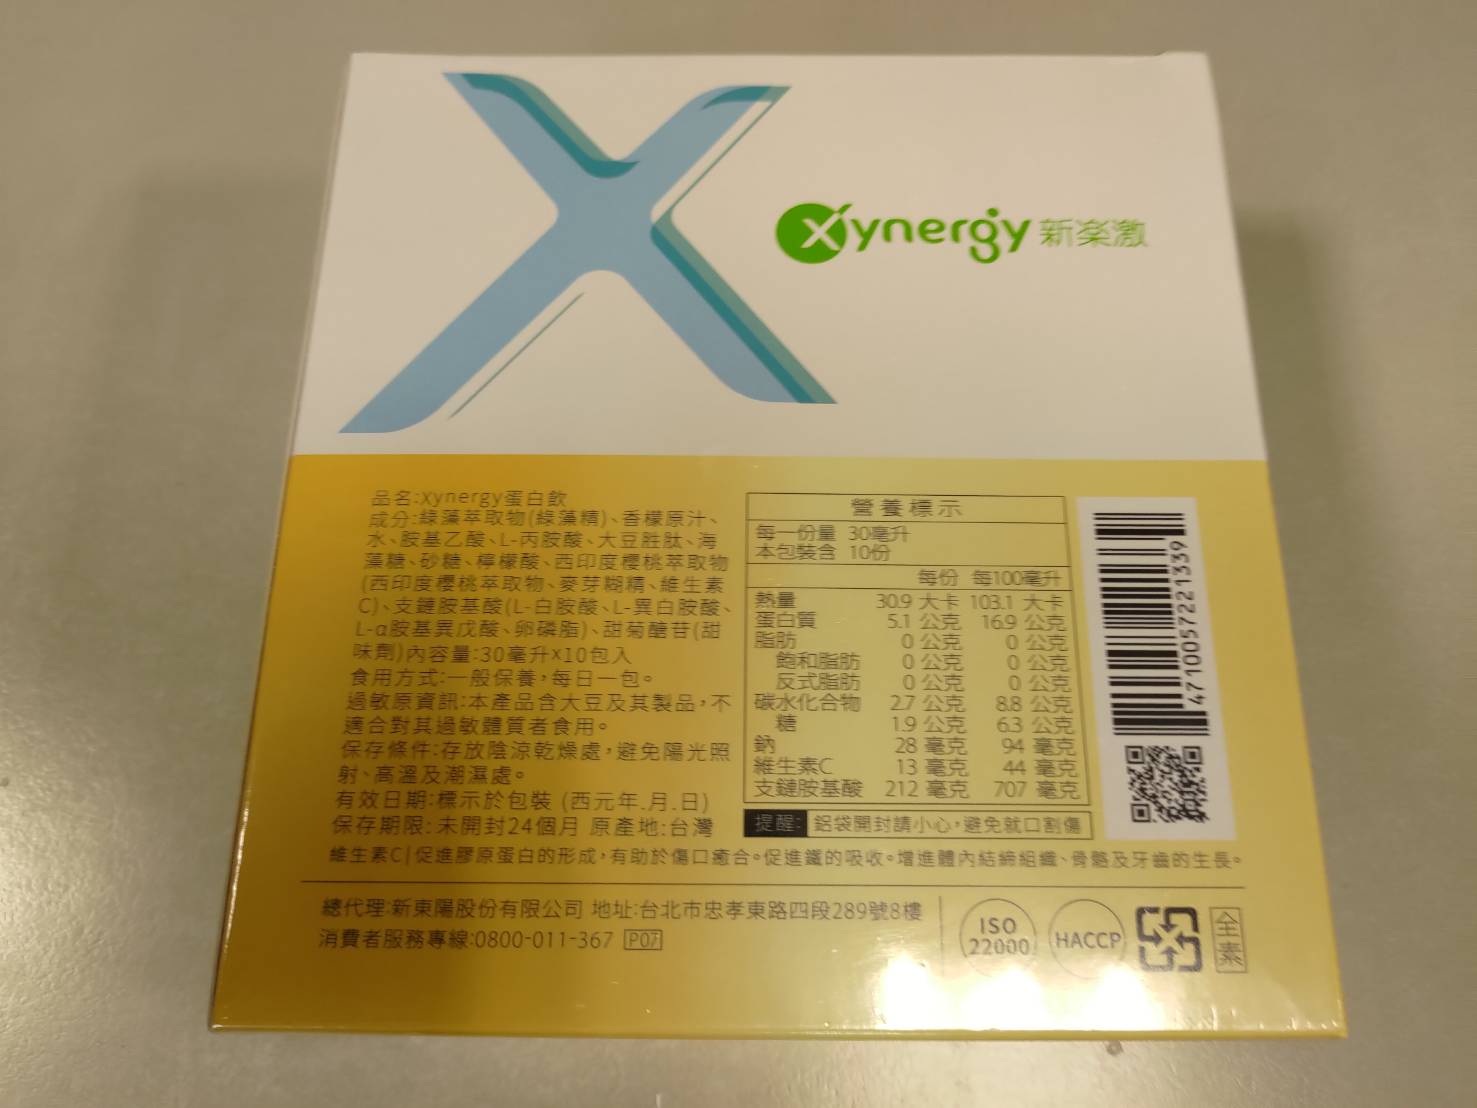 Xynergy 新楽激
品名:Xynergy蛋白飲
成分:綠藻萃取物(綠藻精)、香檬原汁、
水、胺基乙酸、L-丙胺酸、大豆胜肽、海
藻糖、砂糖、檸檬酸、西印度櫻桃萃取物
(西印度櫻桃萃取物、麥芽糊精、維生素
C)、支鏈胺基酸(L-白胺酸、L-異白胺酸、
L-α胺基異戊酸、卵磷脂)、甜菊醣苷(甜
味劑)內容量:30毫升×10包入
食用方式:一般保養,每日一包。
過敏原資訊:本產品含大豆及其製品,不
適合對其過敏體質者食用。
保存條件:存放陰涼乾燥處,避免陽光照
射、高溫及潮濕處。
有效日期:標示於包裝 (西元年.月.日)
保存期限:未開封24個月 原產地:台灣
營養標示
每一份量 30毫升
本包裝含 10份
每份 每100毫升
熱量 30.9 大卡 103.1 大卡
蛋白質 5.1 公克 16.9 公克
脂肪 0 公克 0 公克
飽和脂肪 0 公克 0 公克
反式脂肪 0 公克 0 公克
碳水化合物 2.7 公克 8.8 公克
糖 1.9 公克 6.3 公克
鈉 28 毫克 94 毫克
維生素C 13 毫克 44 毫克
支鏈胺基酸 212 毫克 707 毫克
提醒: 鋁袋開封請小心,避免就口割傷
4710057221339
維生素C|促進膠原蛋白的形成,有助於傷口癒合。促進鐵的吸收。增進體內結締組織、骨骼及牙齒的生長。
總代理:新東陽股份有限公司 地址:台北市忠孝東路四段289號8樓
消費者服務專線:0800-011-367 P07
ISO
22000
HACCP
全素